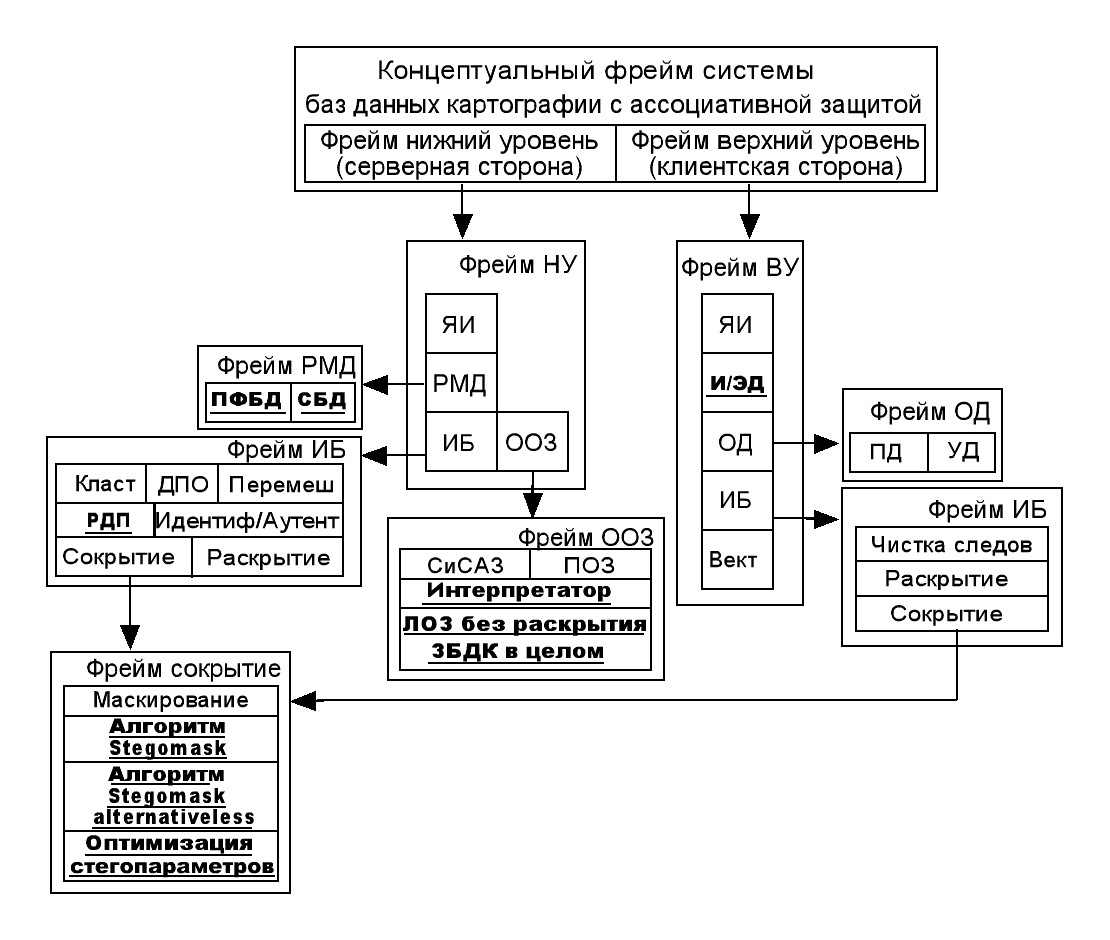 Концептуальный фрейм системы
баз данных картографии с ассоциативной защитой
Фрейм нижний уровень
(серверная сторона)
Фрейм верхний уровень
(клиентская сторона)
Фрейм НУ
ЯИ
РМД
ИБ
ООЗ
Фрейм ВУ
ЯИ
И/ЭД
ОД
ИБ
Вект
Фрейм РМД
ПФБД
СБД
Фрейм ОД
ПД
УД
Фрейм ИБ
Класт
ДПО
Перемеш
РДП
Идентиф/Аутент
Сокрытие
Раскрытие
Фрейм ИБ
Чистка следов
Раскрытие
Сокрытие
Фрейм ООЗ
СиСАЗ
ПОЗ
Интерпретатор
ЛОЗ без раскрытия
ЗБДК в целом
Фрейм сокрытие
Маскирование
Алгоритм
Stegomask
Алгоритм
Stegomask
alternativeless
Оптимизация
стегопараметров